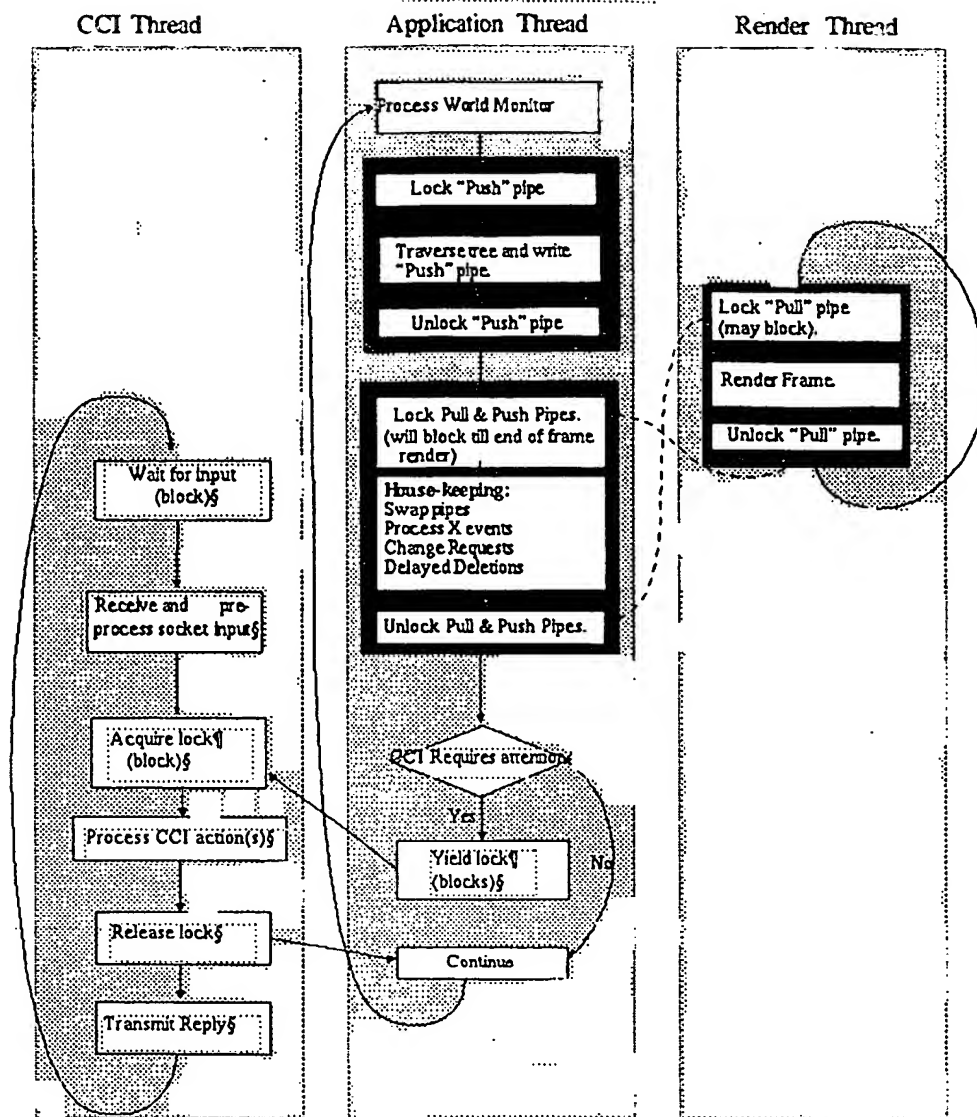 CCI Thread
Application Thread
Render Thread
Process World Monitor
Lock "Push" pipe
Traverse tree and write
"Push" pipe.
Unlock "Push" pipe
Lock Pull & Push Pipes.
(will block till end of frame
render)
House-keeping:
Swap pipes
Process X events
Change Requests
Delayed Deletions
Unlock Pull & Push Pipes.
CCI Requires attention
Yes
No
Yield lock¶
(blocks)§
Continue
Lock "Pull" pipe
(may block).
Render Frame.
Unlock "Pull" pipe.
Wait for input
(block)§
Receive and pre-
process socket input§
Acquire lock¶
(block)§
Process CCI action(s)§
Release lock§
Transmit Reply§